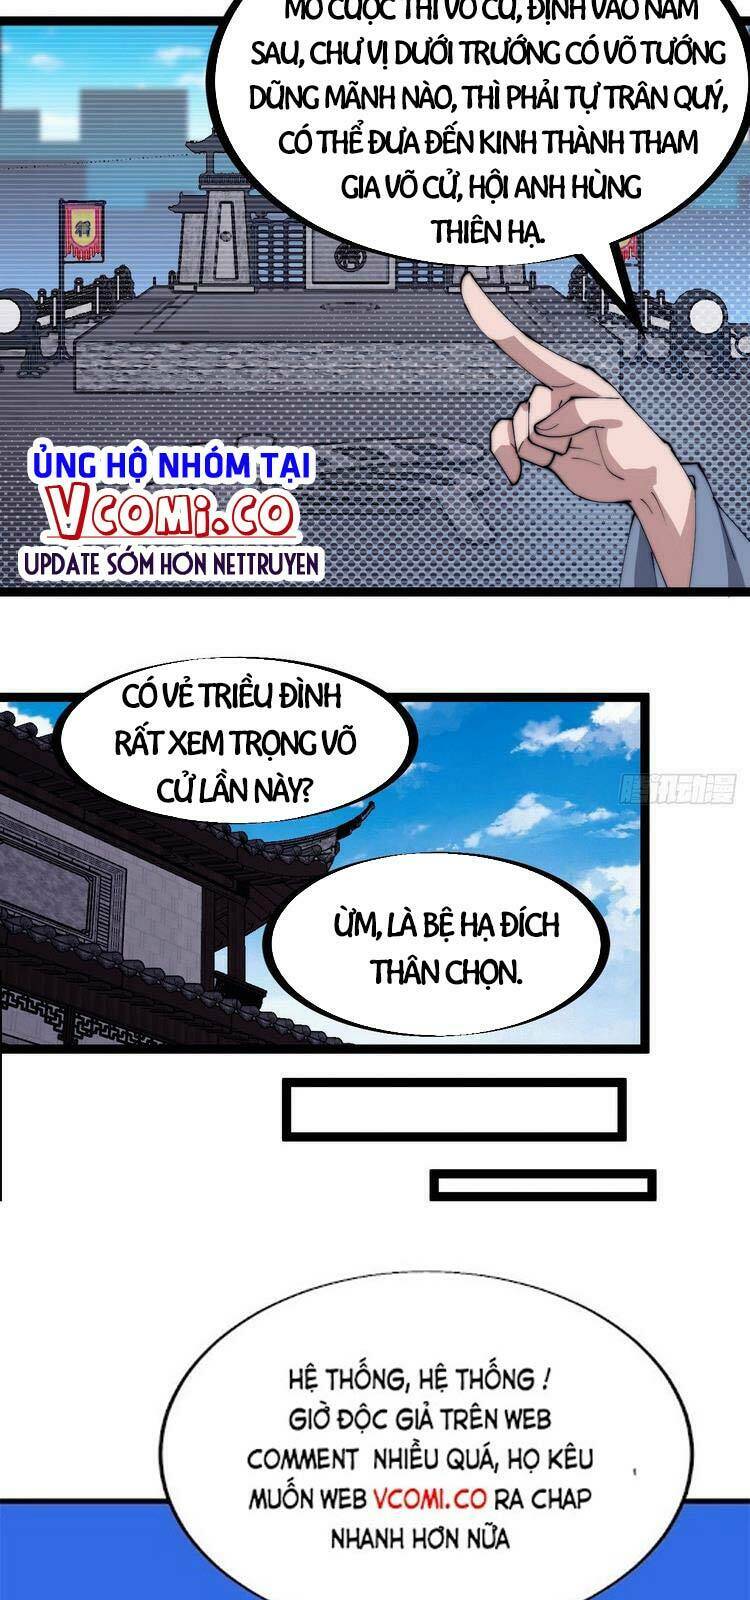 MỞ CUỘC THI VÕ CỬ, ĐỊNH VÀO NĂM
SAU, CHƯ VỊ DƯỚI TRƯỚNG CÓ VÕ TƯỚNG
DŨNG MÃNH NÀO, THÌ PHẢI TỰ TRÂN QUÝ,
CÓ THỂ ĐƯA ĐẾN KINH THÀNH THAM
GIA VÕ CỬ, HỘI ANH HÙNG
THIÊN HẠ.
ỦNG HỘ NHÓM TẠI
VCOMI.CO
UPDATE SỚM HƠN NETTRUYEN
CÓ VẺ TRIỀU ĐÌNH
RẤT XEM TRỌNG VÕ
CỬ LẦN NÀY?
腾讯动漫
ỪM, LÀ BỆ HẠ ĐÍCH
THÂN CHỌN.
HỆ THỐNG, HỆ THỐNG !
GIỜ ĐỘC GIẢ TRÊN WEB
COMMENT NHIỀU QUÁ, HỌ KÊU
MUỐN WEB VCOMI.CO RA CHAP
NHANH HƠN NỮA